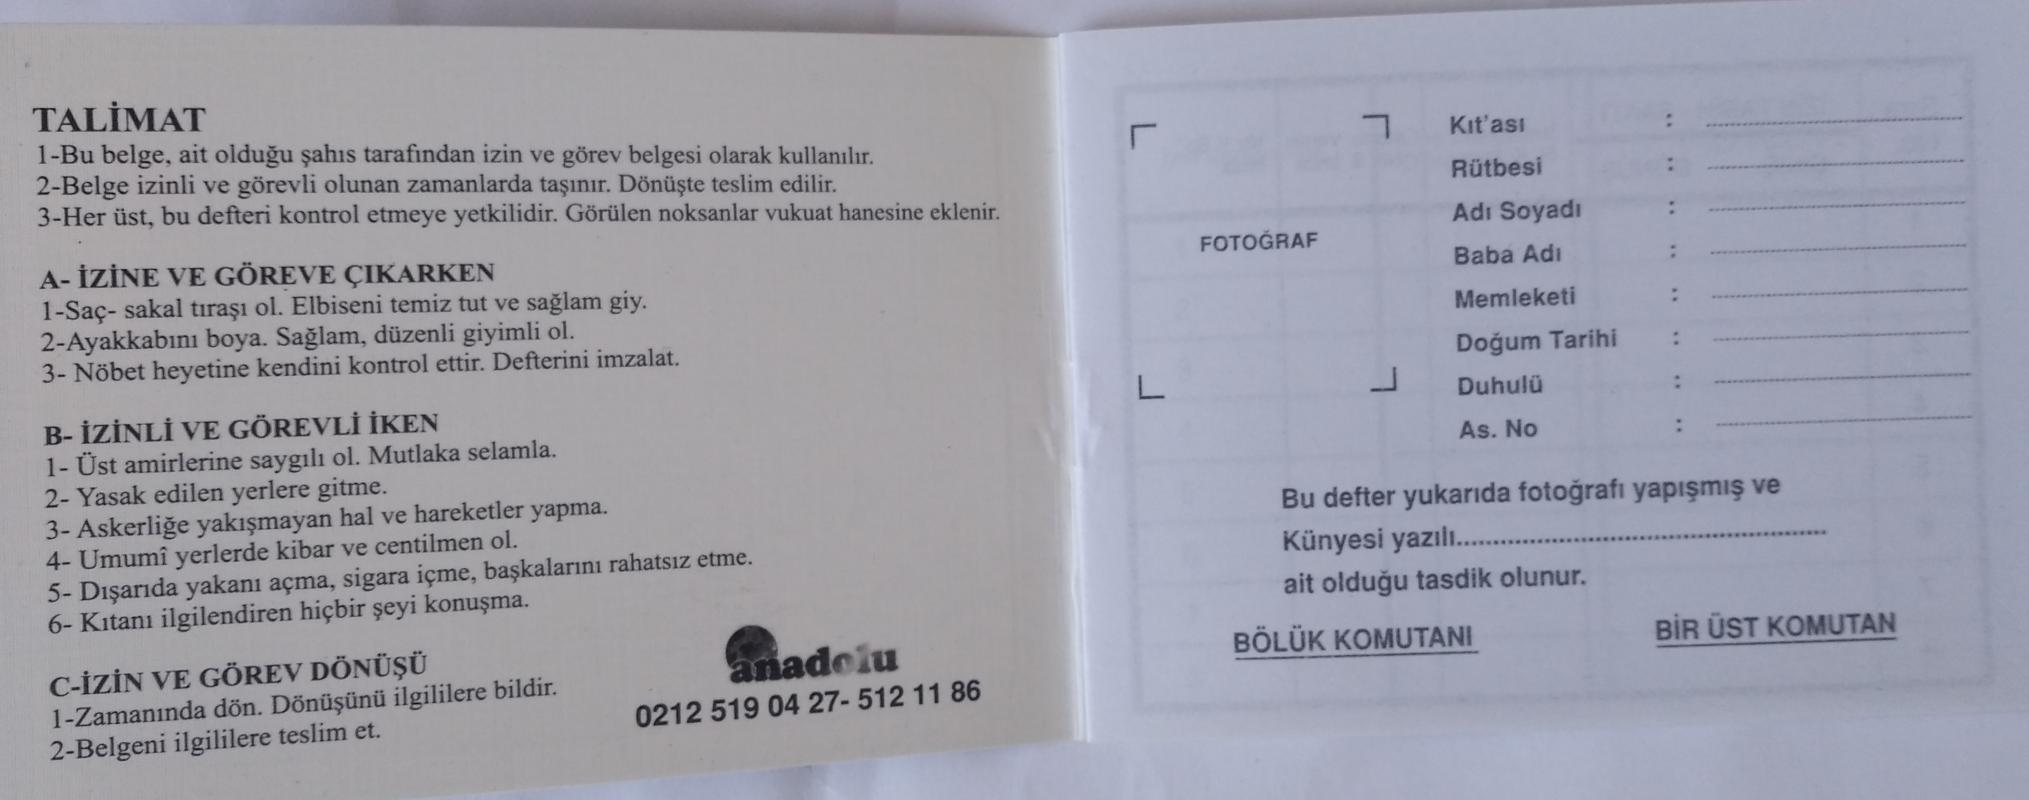 TALİMAT
1-Bu belge, ait olduğu şahıs tarafından izin ve görev belgesi olarak kullanılır.
2-Belge izinli ve görevli olunan zamanlarda taşınır. Dönüşte teslim edilir.
3-Her üst, bu defteri kontrol etmeye yetkilidir. Görülen noksanlar vukuat hanesine eklenir.
A- İZİNE VE GÖREVE ÇIKARKEN
1-Saç- sakal tıraşı ol. Elbiseni temiz tut ve sağlam giy.
2-Ayakkabını boya. Sağlam, düzenli giyimli ol.
3- Nöbet heyetine kendini kontrol ettir. Defterini imzalat.
B- İZİNLİ VE GÖREVLİ İKEN
1- Üst amirlerine saygılı ol. Mutlaka selamla.
2- Yasak edilen yerlere gitme.
3- Askerliğe yakışmayan hal ve hareketler yapma.
4- Umumî yerlerde kibar ve centilmen ol.
5- Dışarıda yakanı açma, sigara içme, başkalarını rahatsız etme.
6- Kıtanı ilgilendiren hiçbir şeyi konuşma.
C-İZİN VE GÖREV DÖNÜŞÜ
1-Zamanında dön. Dönüşünü ilgililere bildir.
2-Belgeni ilgililere teslim et.
anadolu
0212 519 04 27- 512 11 86
FOTOĞRAF
Kıt'ası : ........................................
Rütbesi : ........................................
Adı Soyadı : ........................................
Baba Adı : ........................................
Memleketi : ........................................
Doğum Tarihi : ........................................
Duhulü : ........................................
As. No : ........................................
Bu defter yukarıda fotoğrafı yapışmış ve
Künyesi yazılı..................................................
ait olduğu tasdik olunur.
BÖLÜK KOMUTANI
BİR ÜST KOMUTAN